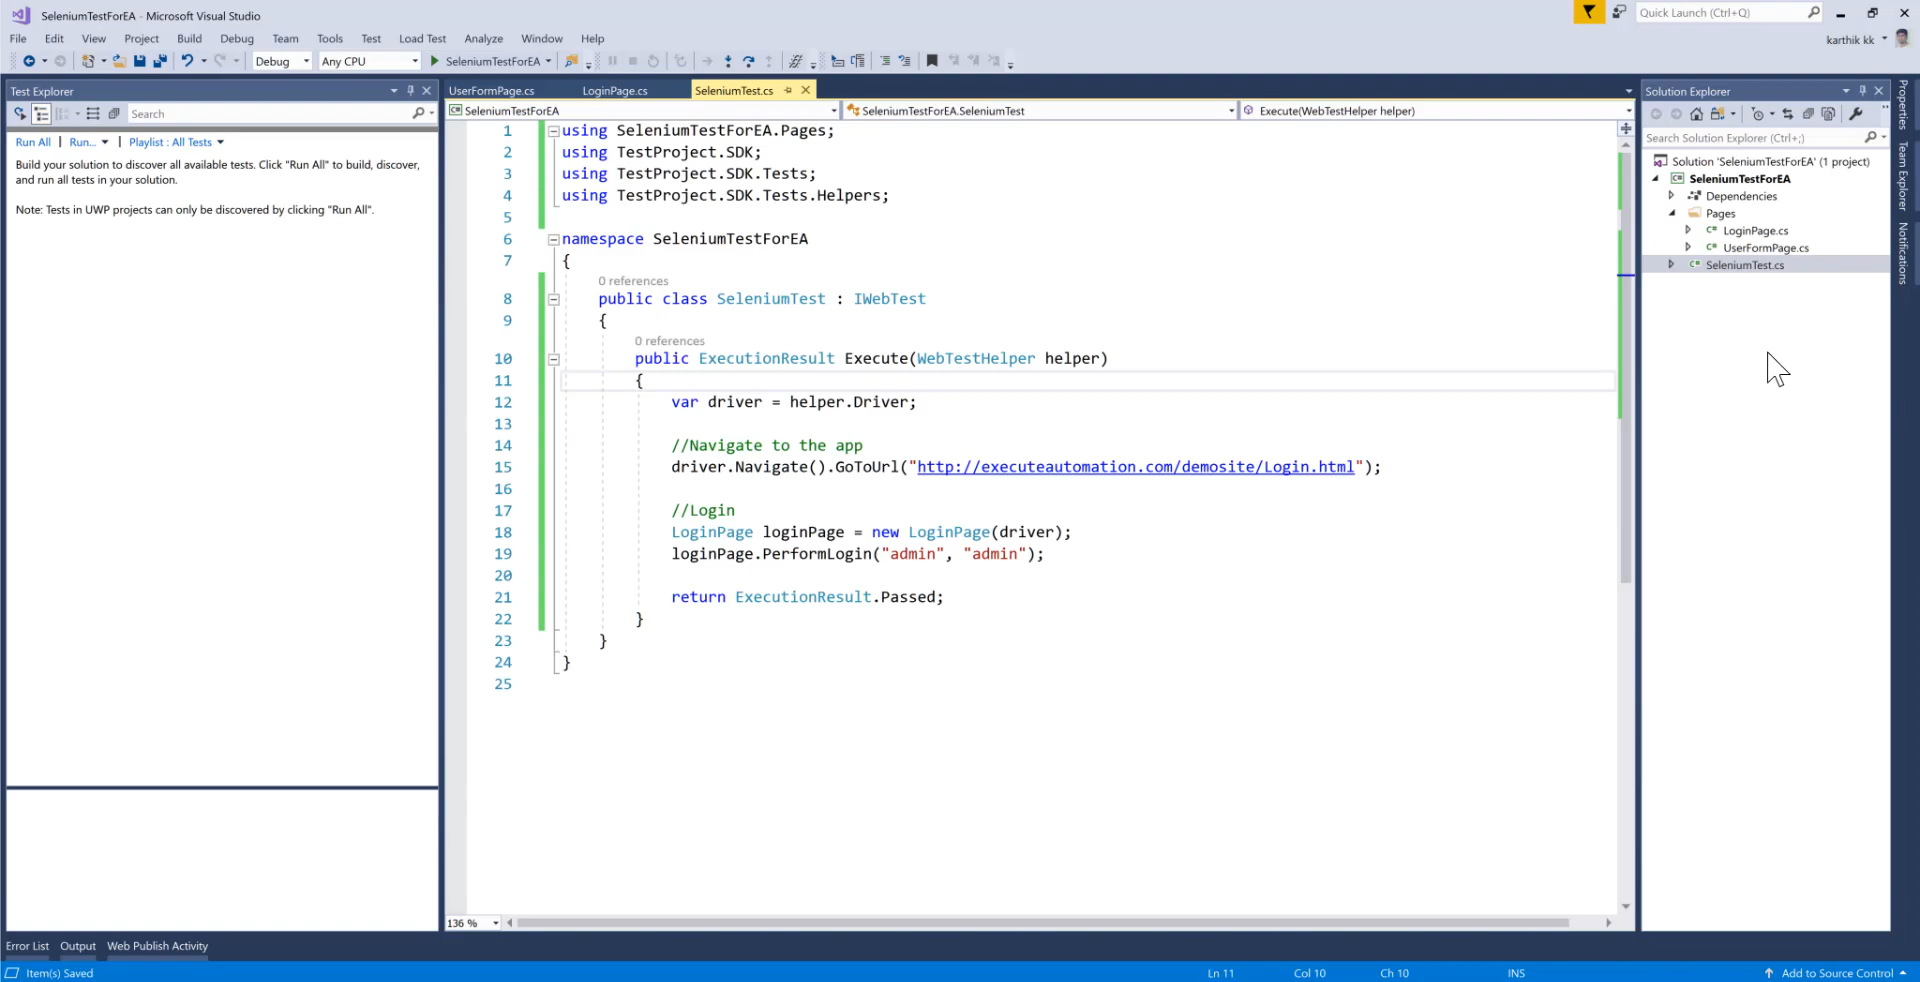 SeleniumTestForEA - Microsoft Visual Studio
Quick Launch (Ctrl+Q)
File Edit View Project Build Debug Team Tools Test Load Test Analyze Window Help
karthik kk
Debug Any CPU SeleniumTestForEA
Test Explorer
Search
Run All | Run... | Playlist : All Tests
Build your solution to discover all available tests. Click "Run All" to build, discover,
and run all tests in your solution.
Note: Tests in UWP projects can only be discovered by clicking "Run All".
UserFormPage.cs LoginPage.cs SeleniumTest.cs
SeleniumTestForEA SeleniumTestForEA.SeleniumTest Execute(WebTestHelper helper)
1 using SeleniumTestForEA.Pages;
2 using TestProject.SDK;
3 using TestProject.SDK.Tests;
4 using TestProject.SDK.Tests.Helpers;
5
6 namespace SeleniumTestForEA
7 {
0 references
8 public class SeleniumTest : IWebTest
9 {
0 references
10 public ExecutionResult Execute(WebTestHelper helper)
11 {
12 var driver = helper.Driver;
13
14 //Navigate to the app
15 driver.Navigate().GoToUrl("http://executeautomation.com/demosite/Login.html");
16
17 //Login
18 LoginPage loginPage = new LoginPage(driver);
19 loginPage.PerformLogin("admin", "admin");
20
21 return ExecutionResult.Passed;
22 }
23 }
24 }
25
136 %
Solution Explorer
Search Solution Explorer (Ctrl+;)
Solution 'SeleniumTestForEA' (1 project)
SeleniumTestForEA
Dependencies
Pages
LoginPage.cs
UserFormPage.cs
SeleniumTest.cs
Properties
Team Explorer
Notifications
Error List Output Web Publish Activity
Item(s) Saved Ln 11 Col 10 Ch 10 INS Add to Source Control